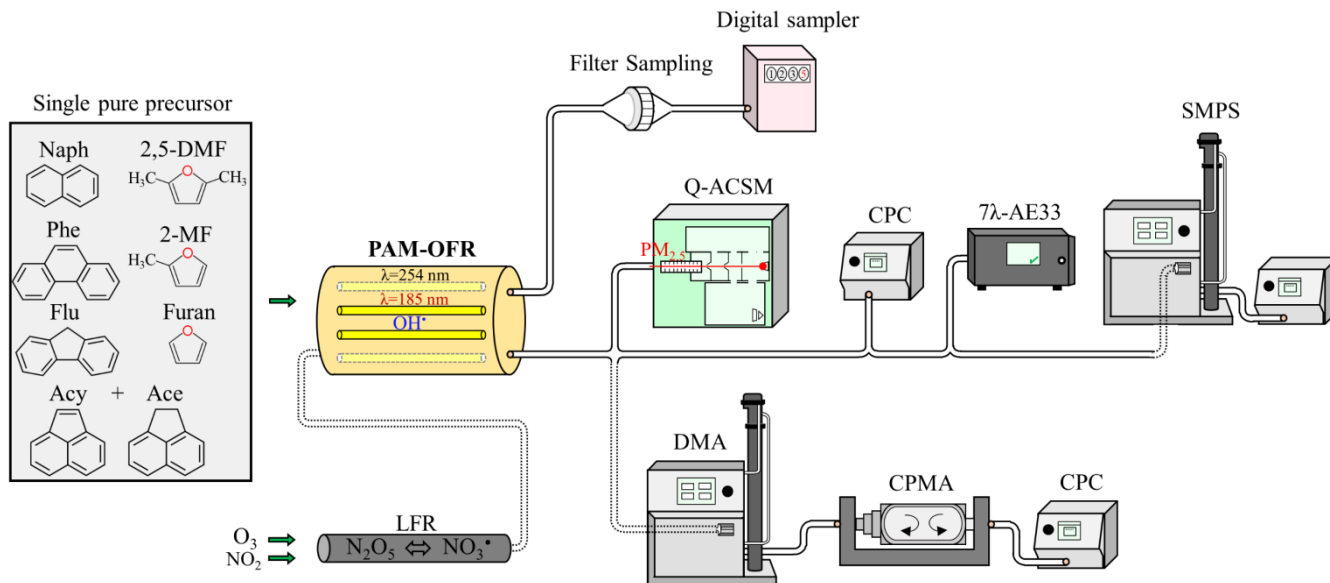 Digital sampler
①②③⑤
Filter Sampling
Single pure precursor
Naph
2,5-DMF
O
H₃C
CH₃
Phe
2-MF
O
H₃C
Flu
Furan
O
Acy + Ace
PAM-OFR
λ=254 nm
λ=185 nm
OH•
Q-ACSM
PM₂.₅
CPC
7λ-AE33
SMPS
DMA
CPMA
CPC
LFR
O₃
NO₂
N₂O₅ ⇔ NO₃•